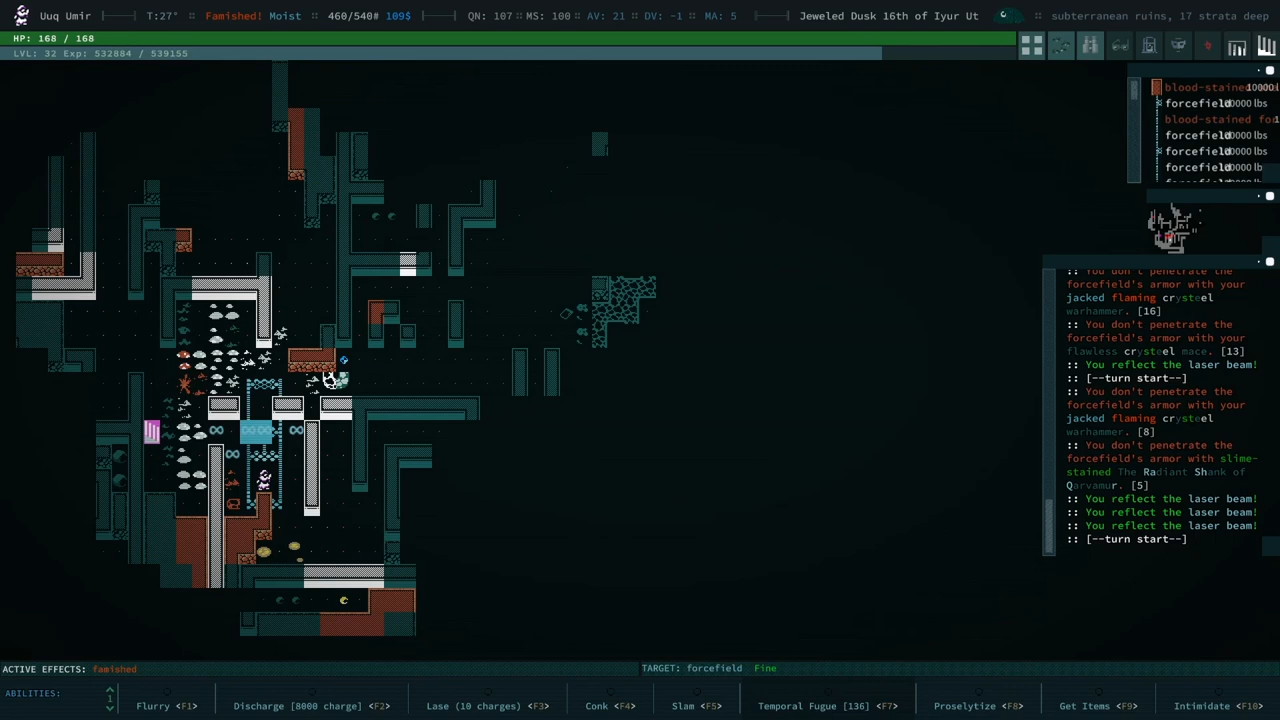 Uuq Umir T:27° :: Famished! Moist :: 460/540# 109$ QN: 107 :: MS: 100 :: AV: 21 :: DV: -1 :: MA: 5 Jeweled Dusk 16th of Iyur Ut :: subterranean ruins, 17 strata deep
HP: 168 / 168
LVL: 32 Exp: 532884 / 539155
forcefield
blood-stained
forcefield
forcefield
forcefield
:: You don't penetrate the
forcefield's armor with your
jacked flaming crysteel
warhammer. [16]
:: You don't penetrate the
forcefield's armor with your
flawless crysteel mace. [13]
:: You reflect the laser beam!
:: [--turn start--]
:: You don't penetrate the
forcefield's armor with your
jacked flaming crysteel
warhammer. [8]
:: You don't penetrate the
forcefield's armor with slime-
stained The Radiant Shank of
Qarvamur. [5]
:: You reflect the laser beam!
:: You reflect the laser beam!
:: You reflect the laser beam!
:: [--turn start--]
ACTIVE EFFECTS: famished TARGET: forcefield Fine
ABILITIES: 1 Flurry <F1> Discharge [8000 charge] <F2> Lase (10 charges) <F3> Conk <F4> Slam <F5> Temporal Fugue [136] <F7> Proselytize <F8> Get Items <F9> Intimidate <F10>